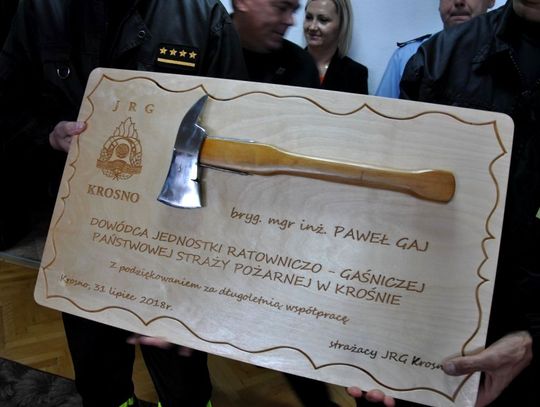 J R G
KROSNO
bryg. mgr inż. PAWEŁ GAJ
DOWÓDCA JEDNOSTKI RATOWNICZO - GAŚNICZEJ
PAŃSTWOWEJ STRAŻY POŻARNEJ W KROŚNIE
Z podziękowaniem za długoletnią współpracę
Krosno, 31 lipiec 2018r.
strażacy JRG Krosno